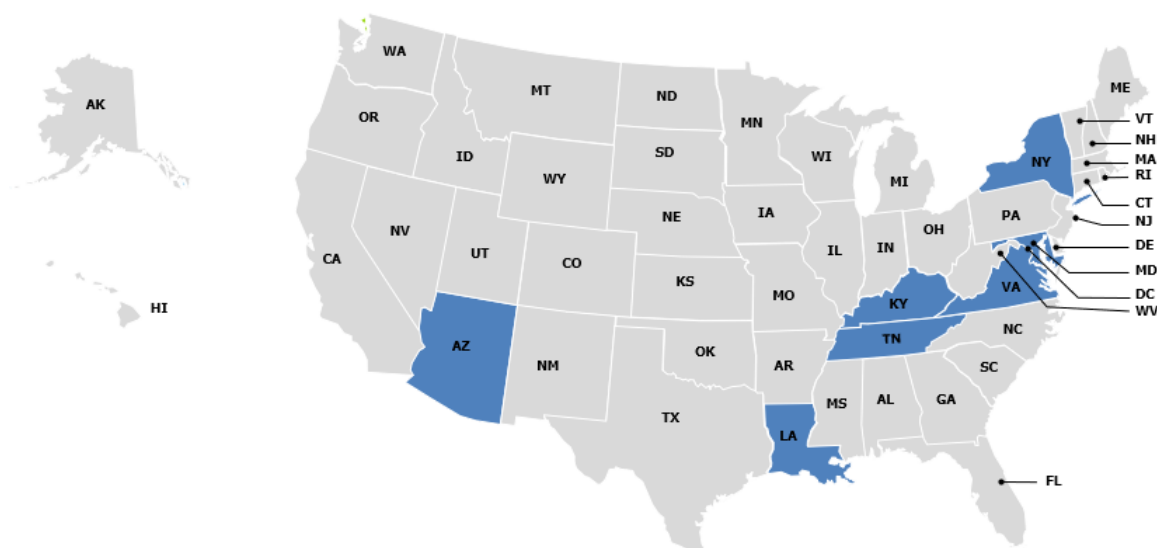 WA
ME
AK
MT
ND
VT
OR
MN
NH
ID
SD
WI
NY
MA
RI
WY
MI
CT
IA
PA
NJ
NE
NV
OH
DE
UT
IL
IN
CA
CO
MD
KS
VA
DC
MO
KY
WV
HI
NC
TN
AZ
OK
NM
AR
SC
MS
AL
GA
TX
LA
FL